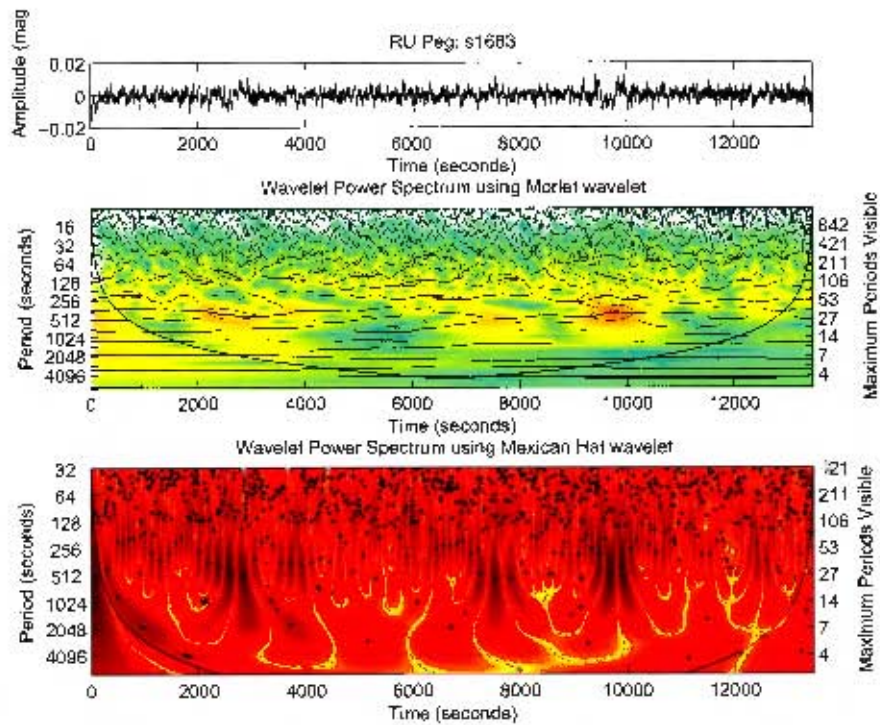 RU Peg: s1683
Amplitude (mag
0.02
0
−0.02
0 2000 4000 6000 8000 10000 12000
Time (seconds)
Wavelet Power Spectrum using Morlet wavelet
Period (seconds)
16
32
64
128
256
512
1024
2048
4096
842
421
211
106
53
27
14
7
4
Maximum Periods Visible
0 2000 4000 6000 8000 10000 12000
Time (seconds)
Wavelet Power Spectrum using Mexican Hat wavelet
Period (seconds)
32
64
128
256
512
1024
2048
4096
421
211
106
53
27
14
7
4
Maximum Periods Visible
0 2000 4000 6000 8000 10000 12000
Time (seconds)